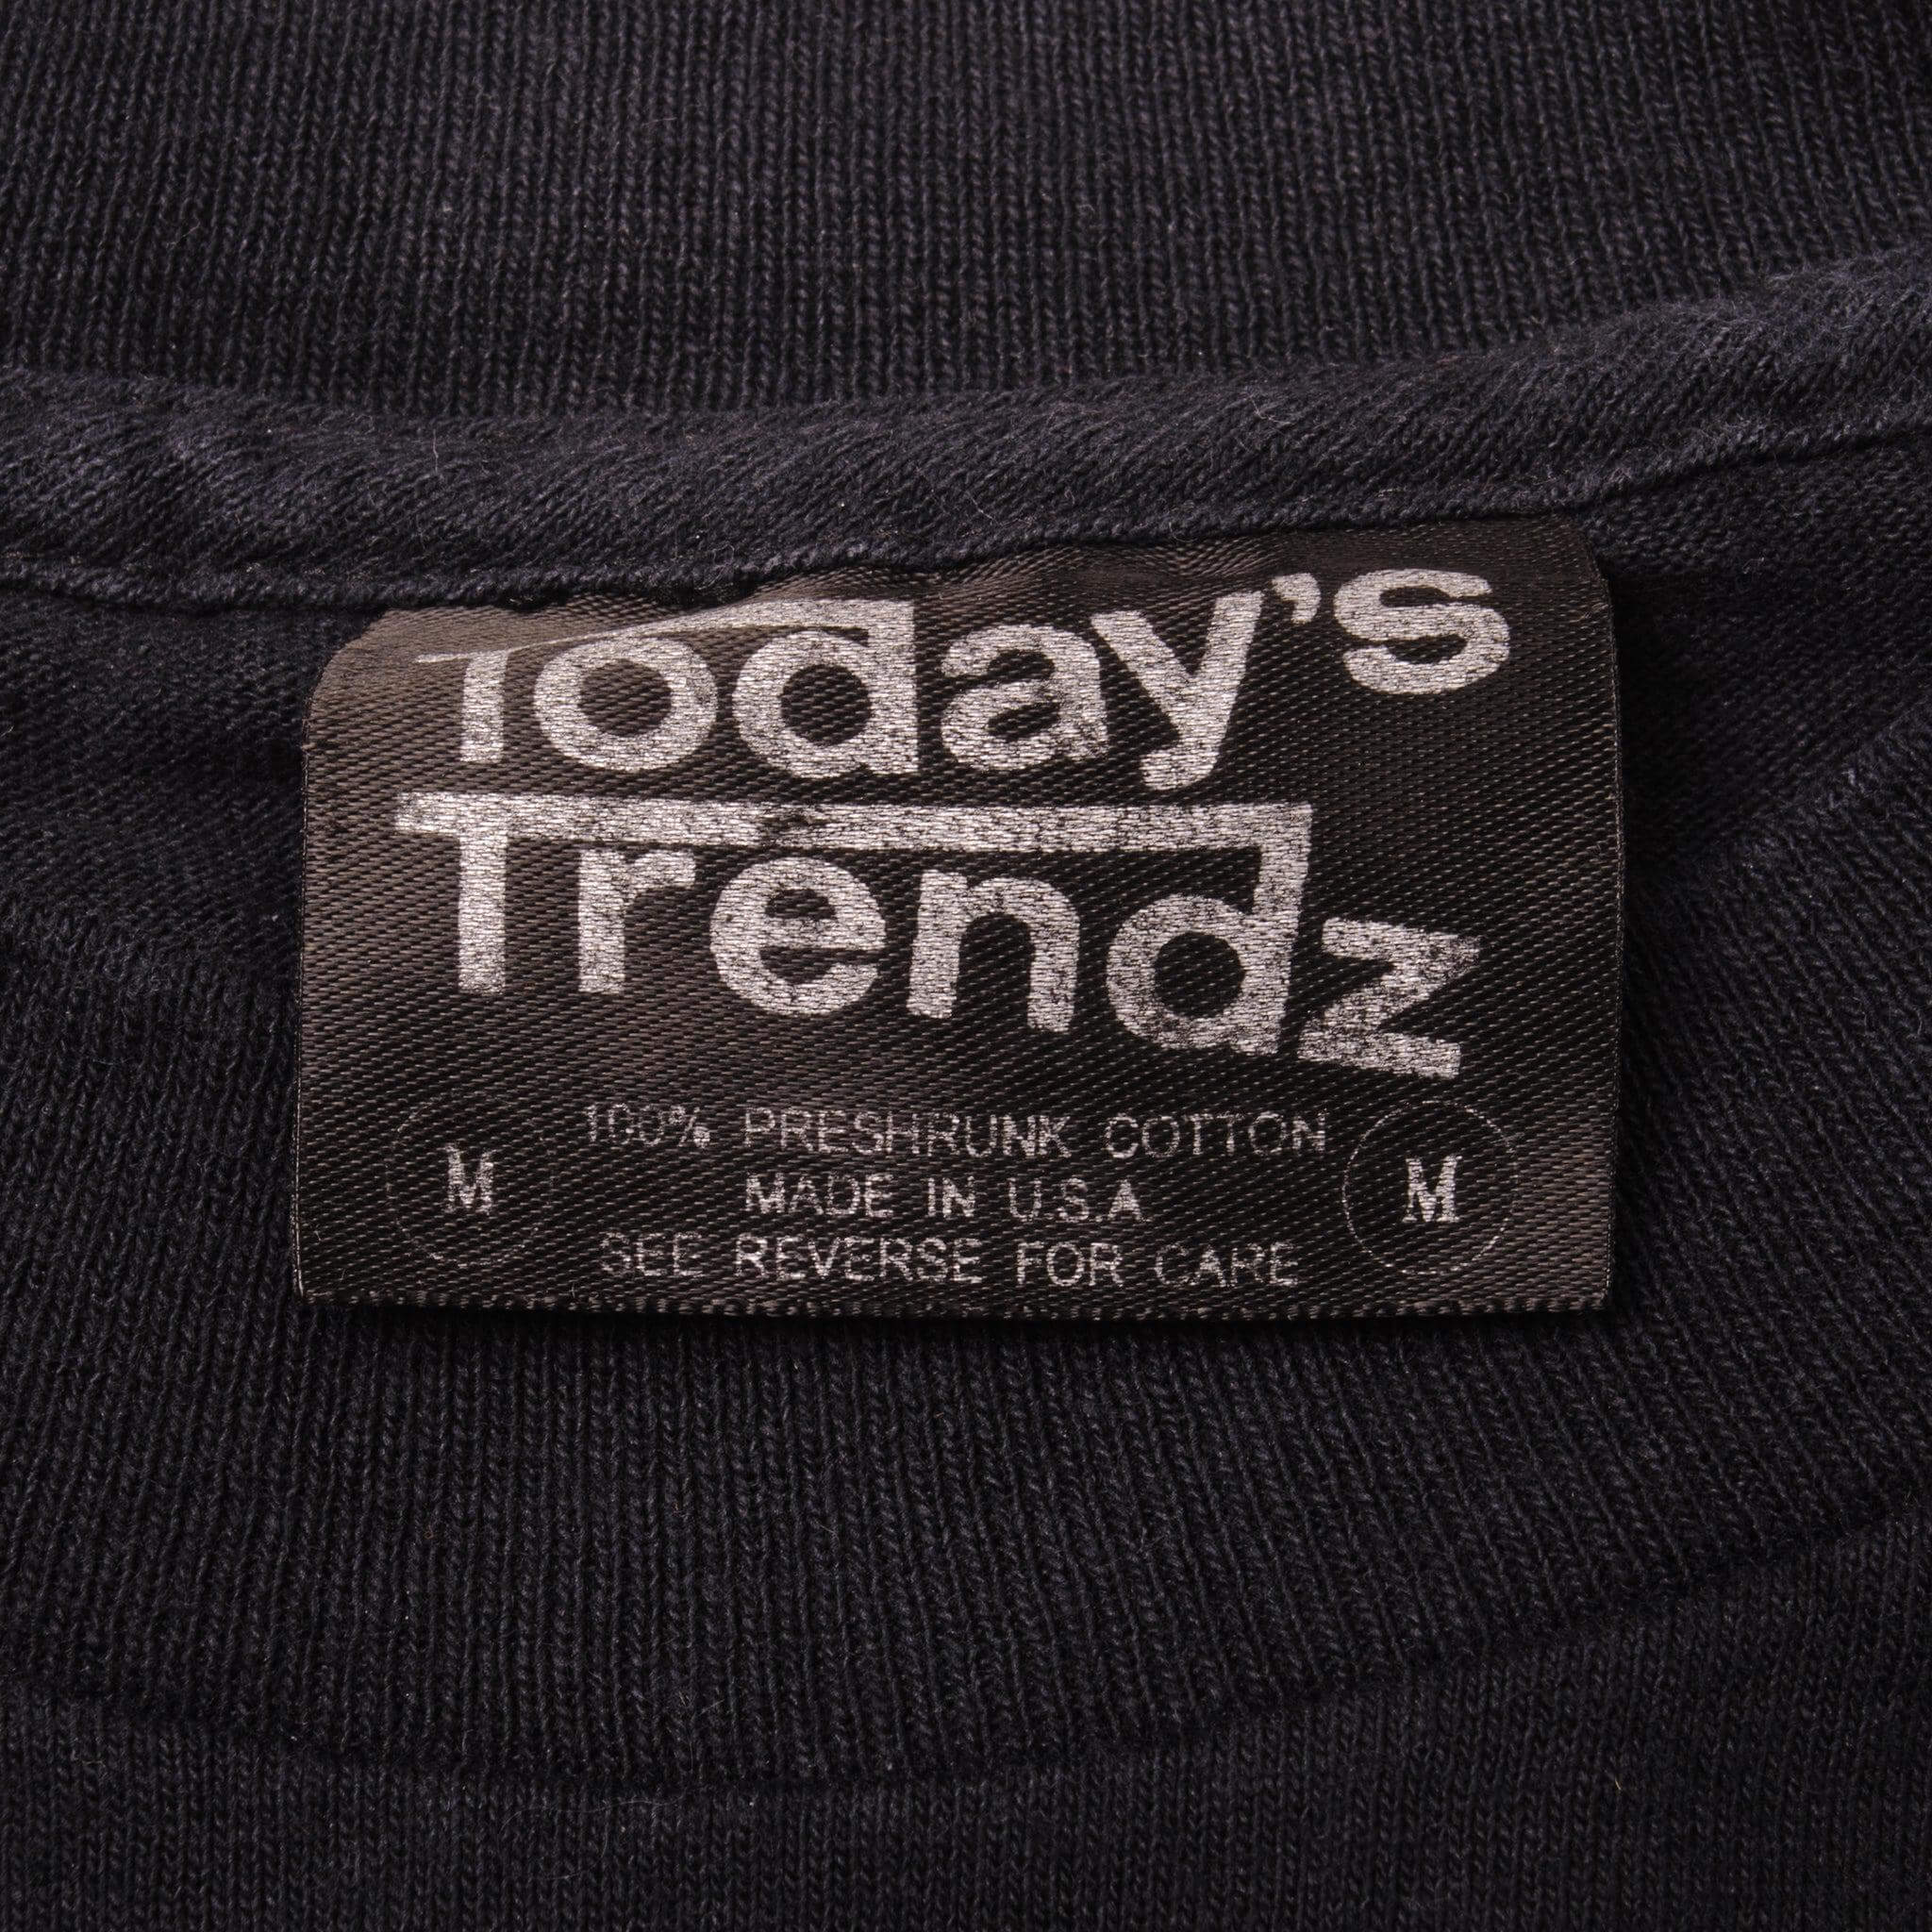 Today's
Trendz
100% PRESHRUNK COTTON
M MADE IN U.S.A M
SEE REVERSE FOR CARE